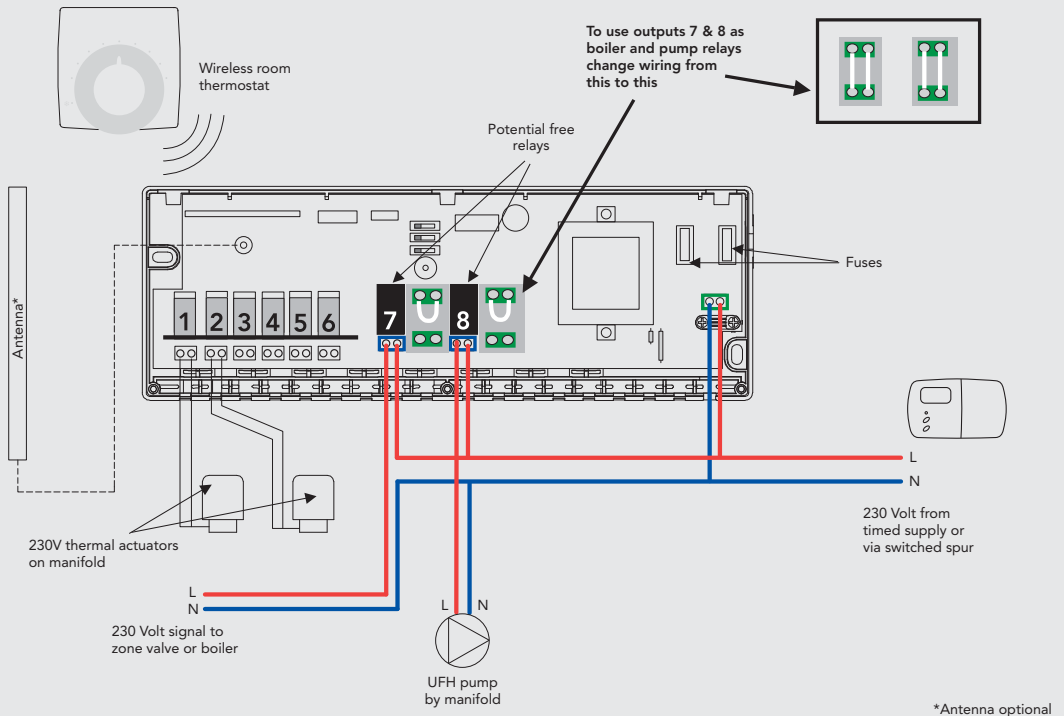 To use outputs 7 & 8 as
boiler and pump relays
change wiring from
this to this
Wireless room
thermostat
Potential free
relays
Fuses
Antenna*
1 2 3 4 5 6 7 8
L
N
230 Volt from
timed supply or
via switched spur
230V thermal actuators
on manifold
L
N
230 Volt signal to
zone valve or boiler
L N
UFH pump
by manifold
*Antenna optional